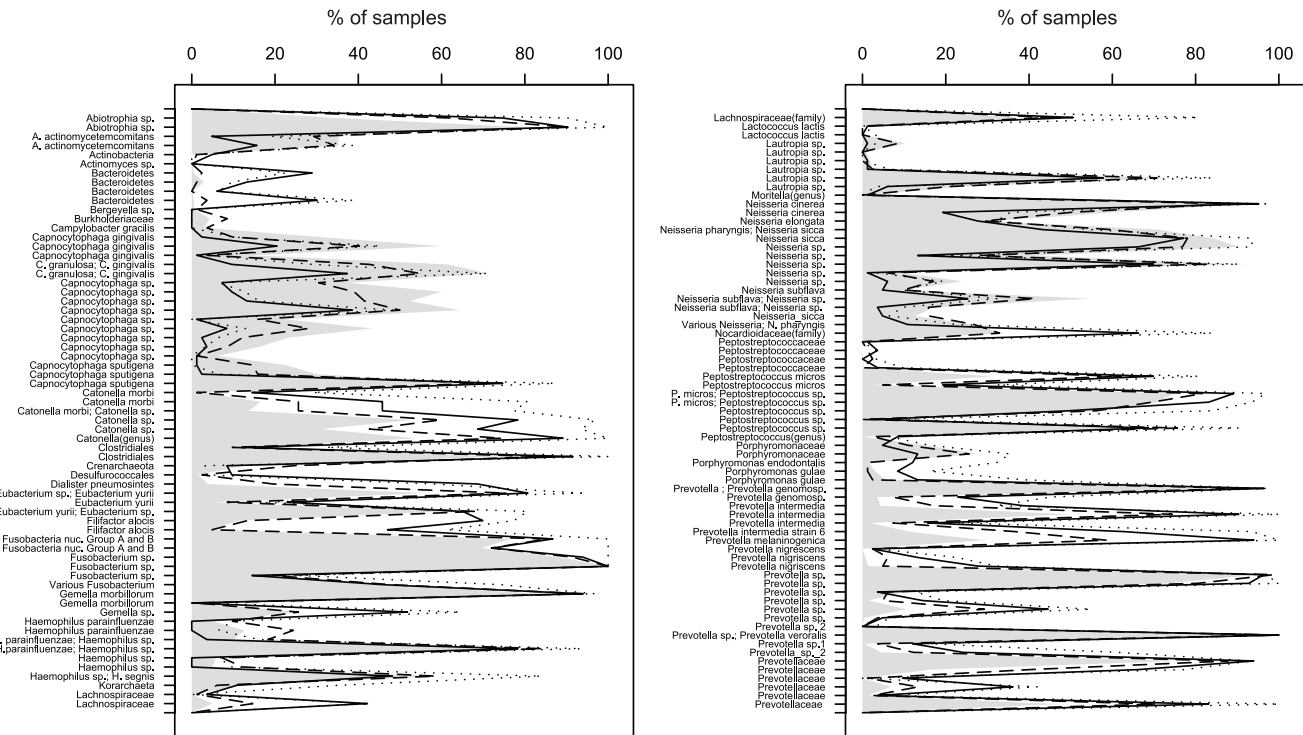 % of samples
0 20 40 60 80 100
Abiotrophia sp.
Abiotrophia sp.
A. actinomycetemcomitans
A. actinomycetemcomitans
Actinobacteria
Actinomyces sp.
Bacteroidetes
Bacteroidetes
Bacteroidetes
Bacteroidetes
Bergeyella sp.
Burkholderiaceae
Campylobacter gracilis
Capnocytophaga gingivalis
Capnocytophaga gingivalis
Capnocytophaga gingivalis
C. granulosa; C. gingivalis
C. granulosa; C. gingivalis
Capnocytophaga sp.
Capnocytophaga sp.
Capnocytophaga sp.
Capnocytophaga sp.
Capnocytophaga sp.
Capnocytophaga sp.
Capnocytophaga sp.
Capnocytophaga sp.
Capnocytophaga sputigena
Capnocytophaga sputigena
Capnocytophaga sputigena
Catonella morbi
Catonella morbi
Catonella morbi; Catonella sp.
Catonella sp.
Catonella sp.
Catonella(genus)
Clostridiales
Clostridiales
Crenarchaeota
Desulfurococcales
Dialister pneumosintes
Eubacterium sp.; Eubacterium yurii
Eubacterium yurii
Eubacterium yurii; Eubacterium sp.
Filifactor alocis
Filifactor alocis
Fusobacteria nuc. Group A and B
Fusobacteria nuc. Group A and B
Fusobacterium sp.
Fusobacterium sp.
Fusobacterium sp.
Various Fusobacterium
Gemella morbillorum
Gemella morbillorum
Gemella sp.
Haemophilus parainfluenzae
Haemophilus parainfluenzae
parainfluenzae; Haemophilus sp.
H.parainfluenzae; Haemophilus sp.
Haemophilus sp.
Haemophilus sp.
Haemophilus sp.; H. segnis
Korarchaeta
Lachnospiraceae
Lachnospiraceae
% of samples
0 20 40 60 80 100
Lachnospiraceae(family)
Lactococcus lactis
Lactococcus lactis
Lautropia sp.
Lautropia sp.
Lautropia sp.
Lautropia sp.
Lautropia sp.
Lautropia sp.
Moritella(genus)
Neisseria cinerea
Neisseria cinerea
Neisseria elongata
Neisseria pharyngis; Neisseria sicca
Neisseria sicca
Neisseria sp.
Neisseria sp.
Neisseria sp.
Neisseria sp.
Neisseria sp.
Neisseria subflava
Neisseria subflava; Neisseria sp.
Neisseria subflava; Neisseria sp.
Neisseria_sicca
Various Neisseria; N. pharyngis
Nocardioidaceae(family)
Peptostreptococcaceae
Peptostreptococcaceae
Peptostreptococcaceae
Peptostreptococcaceae
Peptostreptococcus micros
Peptostreptococcus micros
P. micros; Peptostreptococcus sp.
P. micros; Peptostreptococcus sp.
Peptostreptococcus sp.
Peptostreptococcus sp.
Peptostreptococcus sp.
Peptostreptococcus(genus)
Porphyromonaceae
Porphyromonaceae
Porphyromonas endodontalis
Porphyromonas gulae
Porphyromonas gulae
Prevotella ; Prevotella genomosp.
Prevotella genomosp.
Prevotella intermedia
Prevotella intermedia
Prevotella intermedia
Prevotella intermedia strain 6
Prevotella melaninogenica
Prevotella nigrescens
Prevotella nigriscens
Prevotella nigriscens
Prevotella sp.
Prevotella sp.
Prevotella sp.
Prevotella sp.
Prevotella sp.
Prevotella sp.
Prevotella sp. 2
Prevotella sp.; Prevotella veroralis
Prevotella sp.1
Prevotella_sp._2
Prevotellaceae
Prevotellaceae
Prevotellaceae
Prevotellaceae
Prevotellaceae
Prevotellaceae